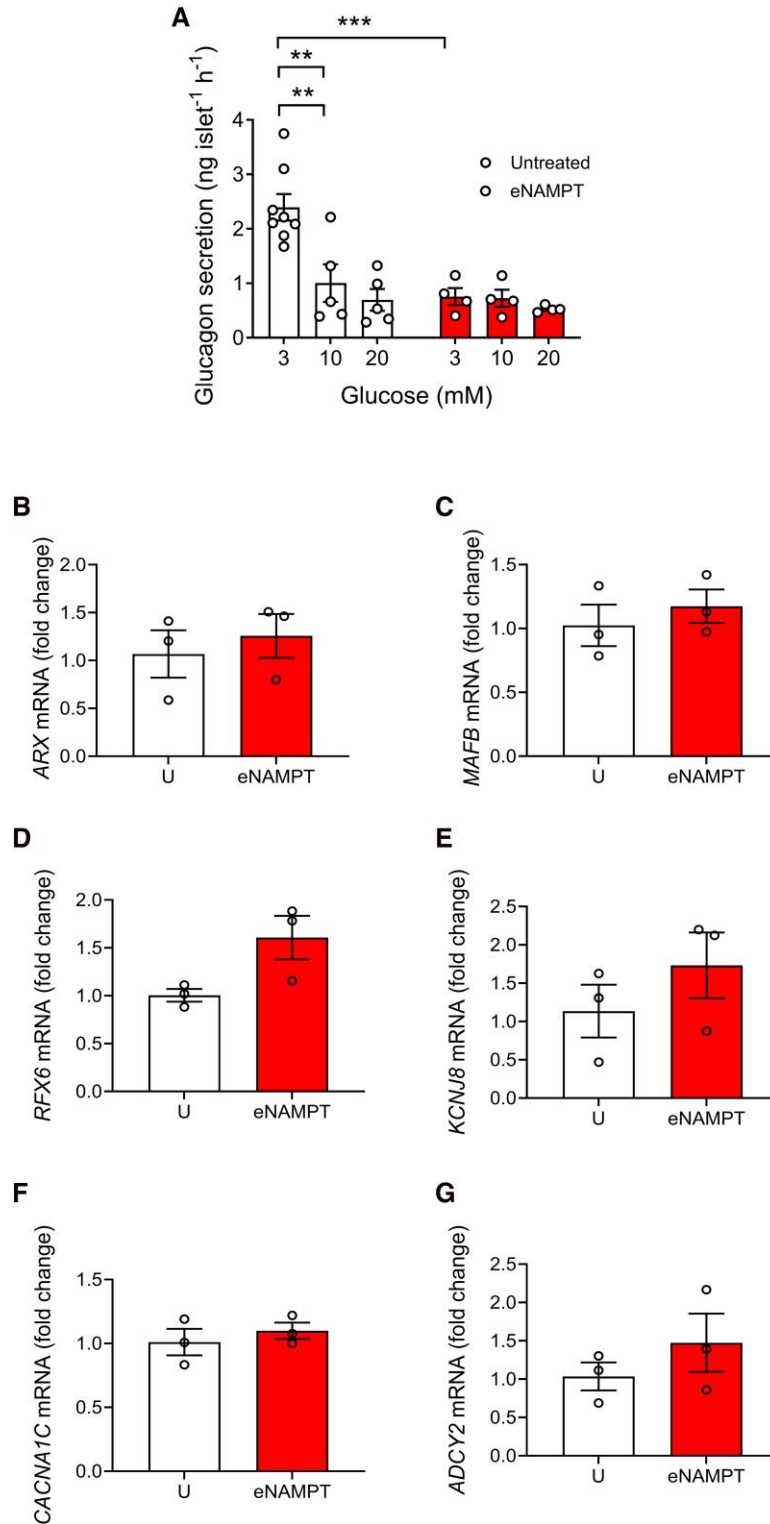 A
***
**
**
Glucagon secretion (ng islet⁻¹ h⁻¹)
4
3
2
1
0
Untreated
eNAMPT
3 10 20 3 10 20
Glucose (mM)
B
ARX mRNA (fold change)
2.0
1.5
1.0
0.5
0.0
U eNAMPT
C
MAFB mRNA (fold change)
1.5
1.0
0.5
0.0
U eNAMPT
D
RFX6 mRNA (fold change)
2.0
1.5
1.0
0.5
0.0
U eNAMPT
E
KCNJ8 mRNA (fold change)
2.5
2.0
1.5
1.0
0.5
0.0
U eNAMPT
F
CACNA1C mRNA (fold change)
1.5
1.0
0.5
0.0
U eNAMPT
G
ADCY2 mRNA (fold change)
2.5
2.0
1.5
1.0
0.5
0.0
U eNAMPT